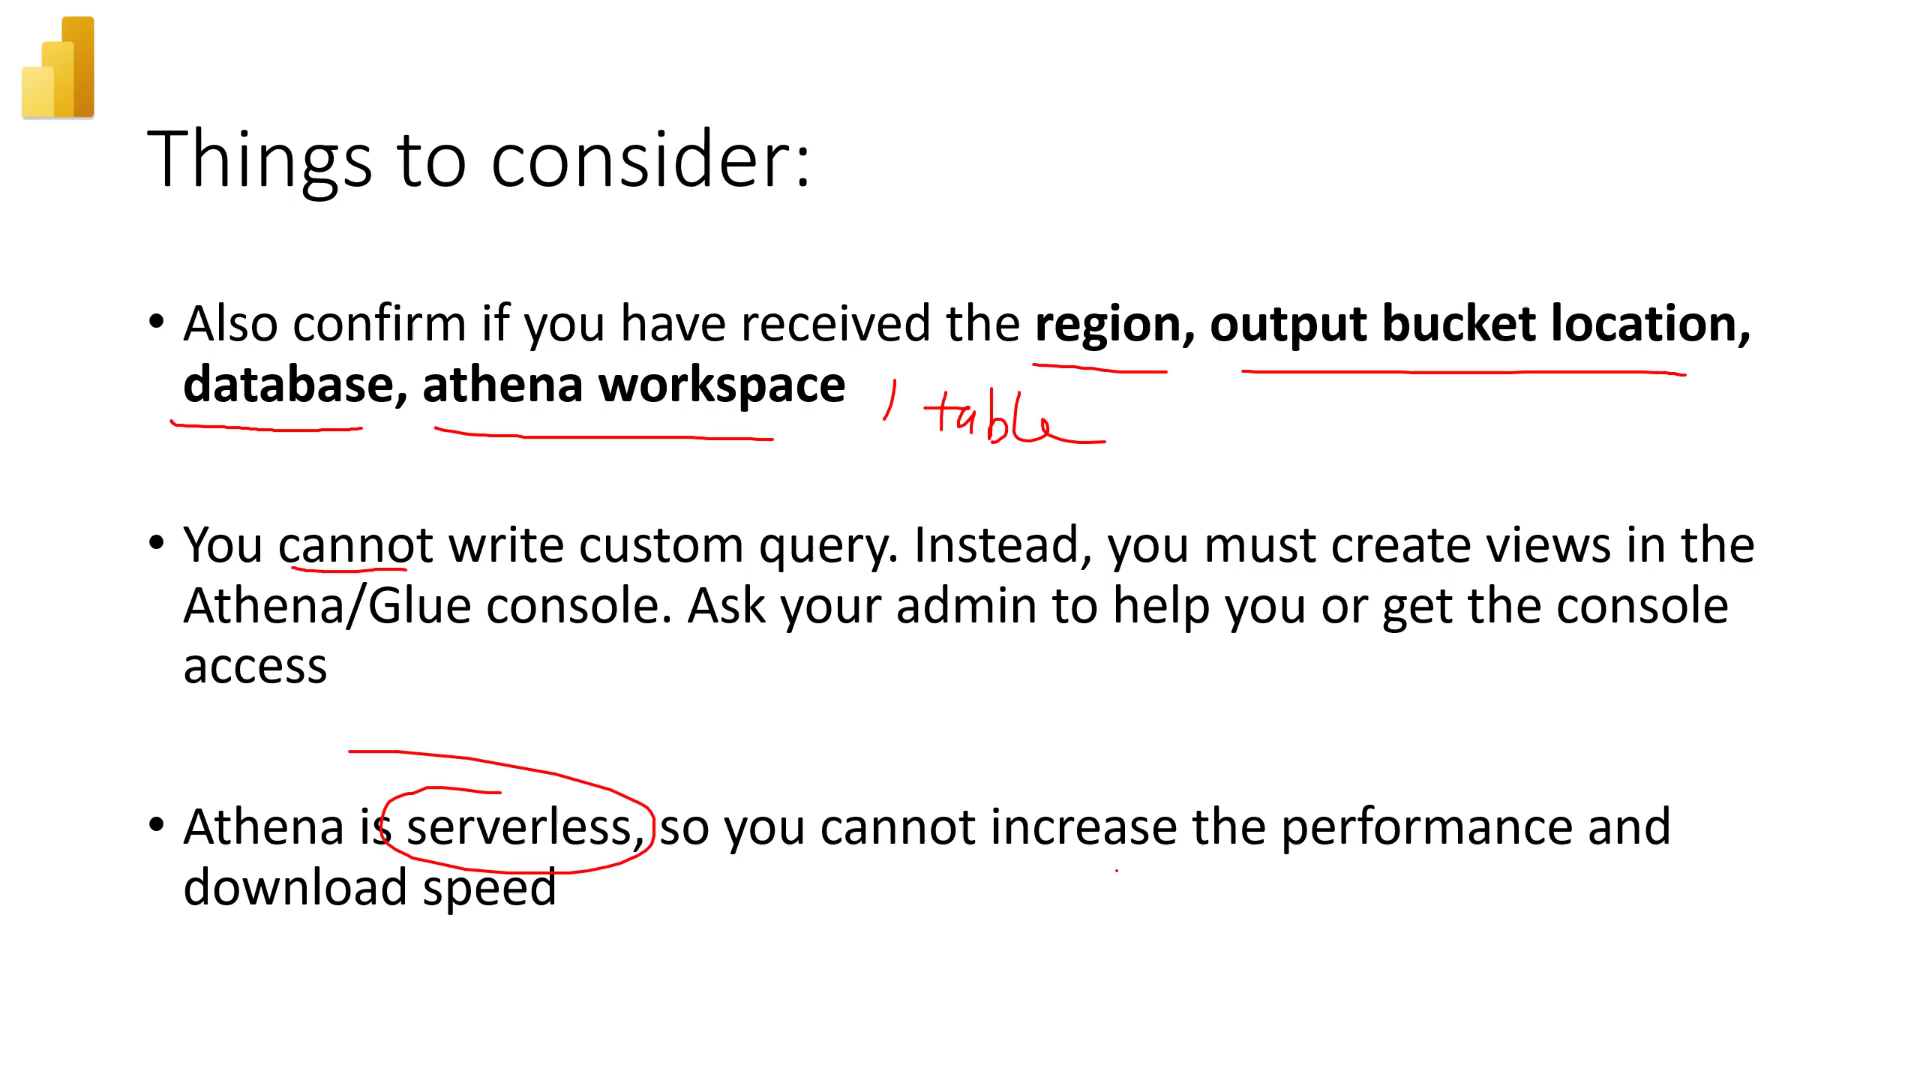 Things to consider:
• Also confirm if you have received the region, output bucket location,
database, athena workspace , table
• You cannot write custom query. Instead, you must create views in the
Athena/Glue console. Ask your admin to help you or get the console
access
• Athena is serverless, so you cannot increase the performance and
download speed